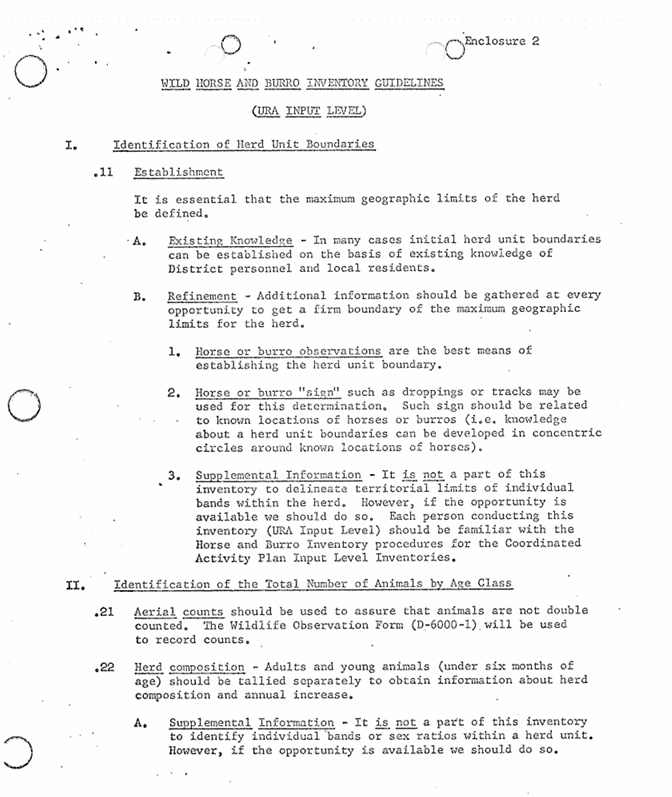 Enclosure 2
WILD HORSE AND BURRO INVENTORY GUIDELINES
(URA INPUT LEVEL)
I. Identification of Herd Unit Boundaries
.11 Establishment
It is essential that the maximum geographic limits of the herd
be defined.
A. Existing Knowledge - In many cases initial herd unit boundaries
can be established on the basis of existing knowledge of
District personnel and local residents.
B. Refinement - Additional information should be gathered at every
opportunity to get a firm boundary of the maximum geographic
limits for the herd.
1. Horse or burro observations are the best means of
establishing the herd unit boundary.
2. Horse or burro "sign" such as droppings or tracks may be
used for this determination. Such sign should be related
to known locations of horses or burros (i.e. knowledge
about a herd unit boundaries can be developed in concentric
circles around known locations of horses).
3. Supplemental Information - It is not a part of this
inventory to delineate territorial limits of individual
bands within the herd. However, if the opportunity is
available we should do so. Each person conducting this
inventory (URA Input Level) should be familiar with the
Horse and Burro Inventory procedures for the Coordinated
Activity Plan Input Level Inventories.
II. Identification of the Total Number of Animals by Age Class
.21 Aerial counts should be used to assure that animals are not double
counted. The Wildlife Observation Form (D-6000-1) will be used
to record counts.
.22 Herd composition - Adults and young animals (under six months of
age) should be tallied separately to obtain information about herd
composition and annual increase.
A. Supplemental Information - It is not a part of this inventory
to identify individual bands or sex ratios within a herd unit.
However, if the opportunity is available we should do so.